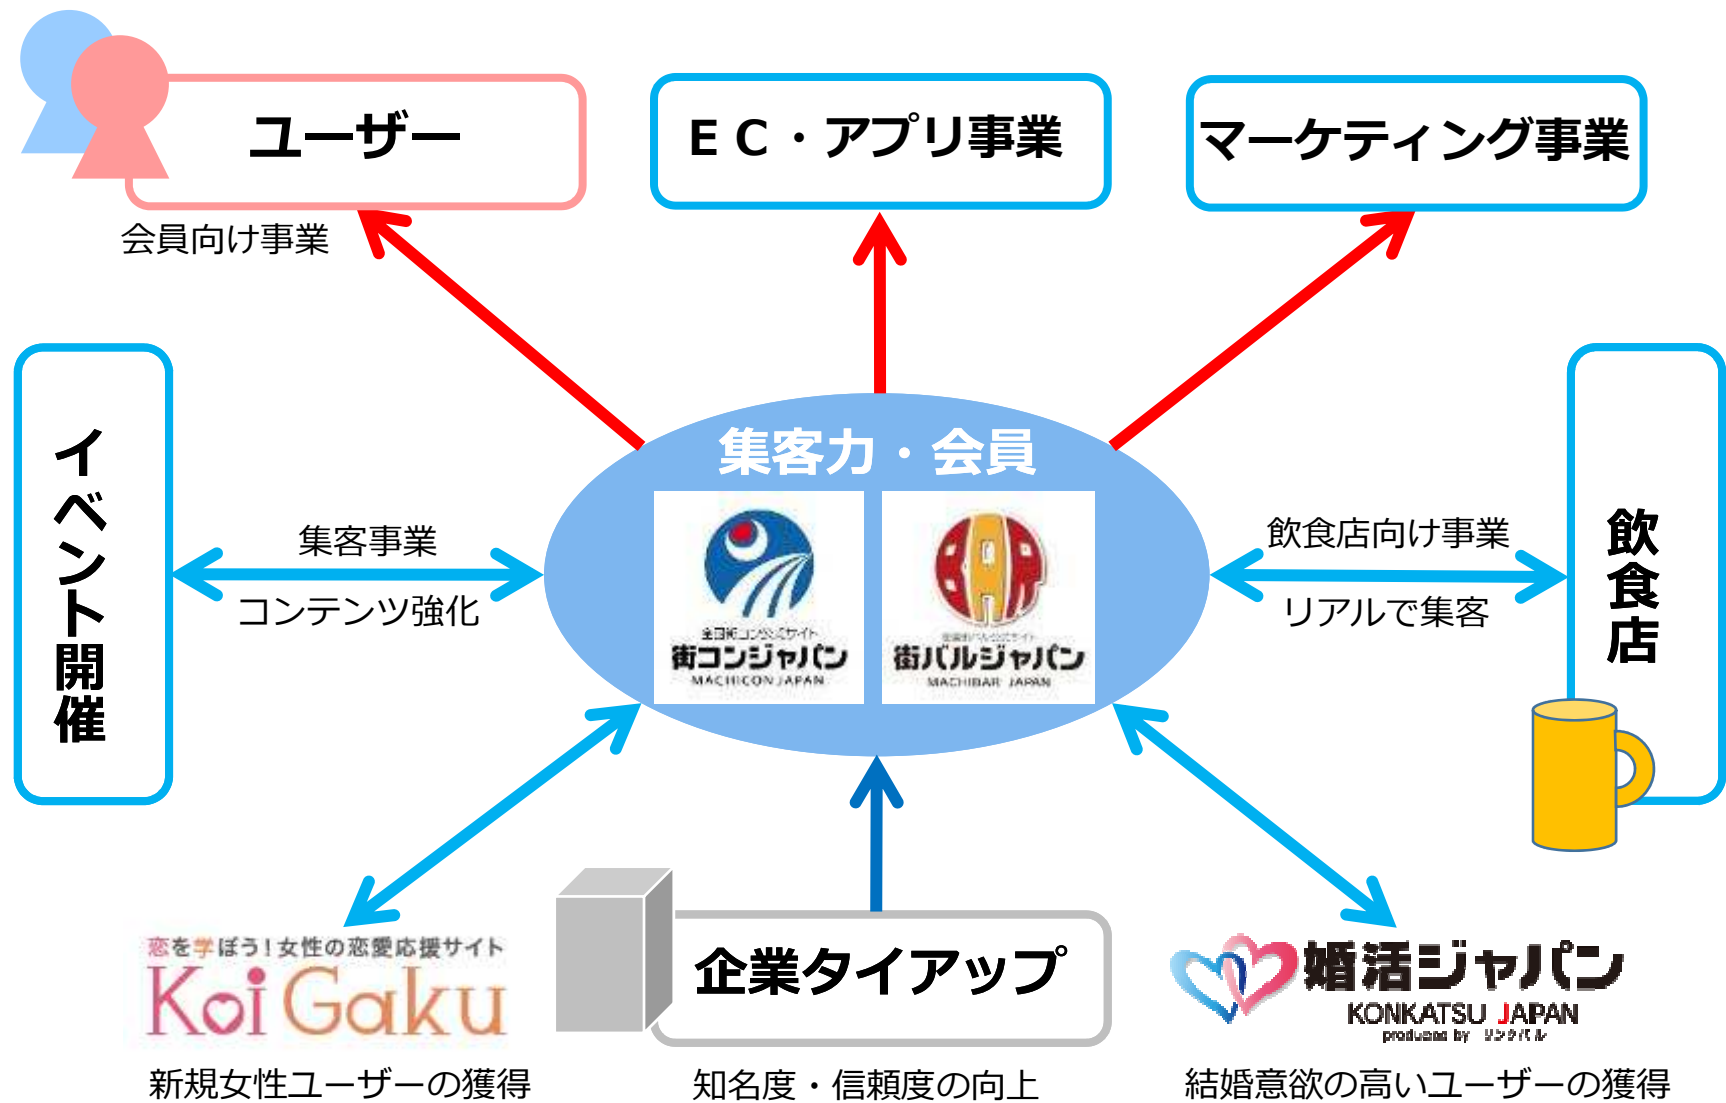 ユーザー
EC・アプリ事業
マーケティング事業
会員向け事業
集客力・会員
イベント開催
集客事業
コンテンツ強化
全国街コン公式サイト
街コンジャパン
MACHICON JAPAN
街バルジャパン
MACHIBAR JAPAN
飲食店向け事業
リアルで集客
飲食店
恋を学ぼう！女性の恋愛応援サイト
Koi Gaku
新規女性ユーザーの獲得
企業タイアップ
知名度・信頼度の向上
婚活ジャパン
KONKATSU JAPAN
produced by リンクバル
結婚意欲の高いユーザーの獲得